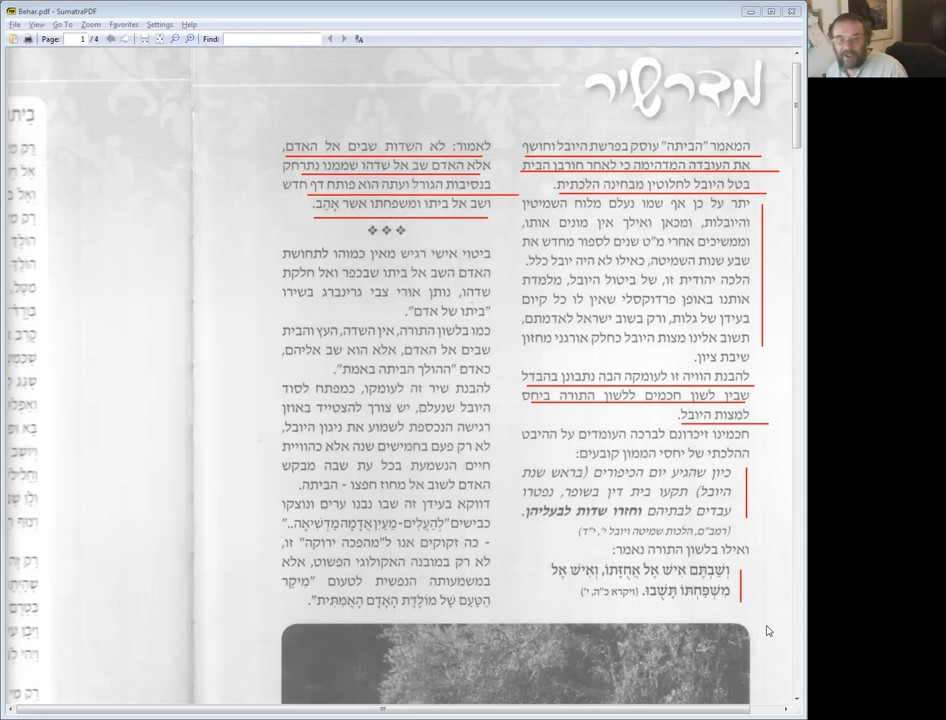 Behar.pdf - SumatraPDF
File View Go To Zoom Favorites Settings Help
Page: 1 / 4 Find:
מדרשיר
המאמר "הביתה" עוסק בפרשת היובל וחושף
את העובדה המדהימה כי לאחר חורבן הבית
בטל היובל לחלוטין מבחינה הלכתית.
יתר על כן אף שמו נעלם מלוח השמיטין
והיובלות, ומכאן ואילך אין מונים אותו,
וממשיכים אחרי מ"ט שנים לספור מחדש את
שבע שנות השמיטה, כאילו לא היה יובל כלל.
הלכה יהודית זו, של ביטול היובל, מלמדת
אותנו באופן פרדוקסלי שאין לו כל קיום
בעידן של גלות, ורק בשוב ישראל לאדמתם,
תשוב אלינו מצות היובל כחלק אורגני מחזון
שיבת ציון.
להבנת הוויה זו לעומקה הבה נתבונן בהבדל
שבין לשון חכמים ללשון התורה ביחס
למצות היובל.
חכמינו זיכרונם לברכה העומדים על ההיבט
ההלכתי של יחסי הממון קובעים:
כיון שהגיע יום הכיפורים (בראש שנת
היובל) תקעו בית דין בשופר, נפטרו
עבדים לבתיהם וחזרו שדות לבעליהן.
(רמב"ם, הלכות שמיטה ויובל י', י"ד)
ואילו בלשון התורה נאמר:
וְשַׁבְתֶּם אִישׁ אֶל אֲחֻזָּתוֹ, וְאִישׁ אֶל
מִשְׁפַּחְתּוֹ תָּשֻׁבוּ. (ויקרא כ"ה, י')
לאמור: לא השדות שבים אל האדם,
אלא האדם שב אל שדהו שממנו נתרחק
בנסיבות הגורל ועתה הוא פותח דף חדש
ושב אל ביתו ומשפחתו אשר אָהַב.
❖ ❖ ❖
ביטוי אישי רגיש מאין כמוהו לתחושת
האדם השב אל ביתו שבכפר ואל חלקת
שדהו, נותן אורי צבי גרינברג בשירו
"ביתו של אדם".
כמו בלשון התורה, אין השדה, העץ והבית
שבים אל האדם, אלא הוא שב אליהם,
כאדם "ההולך הביתה באמת".
להבנת שיר זה לעומקו, כמפתח לסוד
היובל שנעלם, יש צורך להצטייד באוזן
רגישה הנכספת לשמוע את ניגון היובל,
לא רק פעם בחמישים שנה אלא כהוויית
חיים הנשמעת בכל עת שבה מבקש
האדם לשוב אל מחוז חפצו - הביתה.
דווקא בעידן זה שבו נבנו ערים ונוצקו
כבישים "לְהַעֲלִים-מֵעַיִן אֲדָמָה מַדְשִׁיאָה.."
- כה זקוקים אנו ל"מהפכה ירוקה" זו,
לא רק במובנה האקולוגי הפשוט, אלא
במשמעותה הנפשית לטעום "מִיקַר
הַטַּעַם שֶׁל מוֹלֶדֶת הָאָדָם הָאֲמִתִּית".